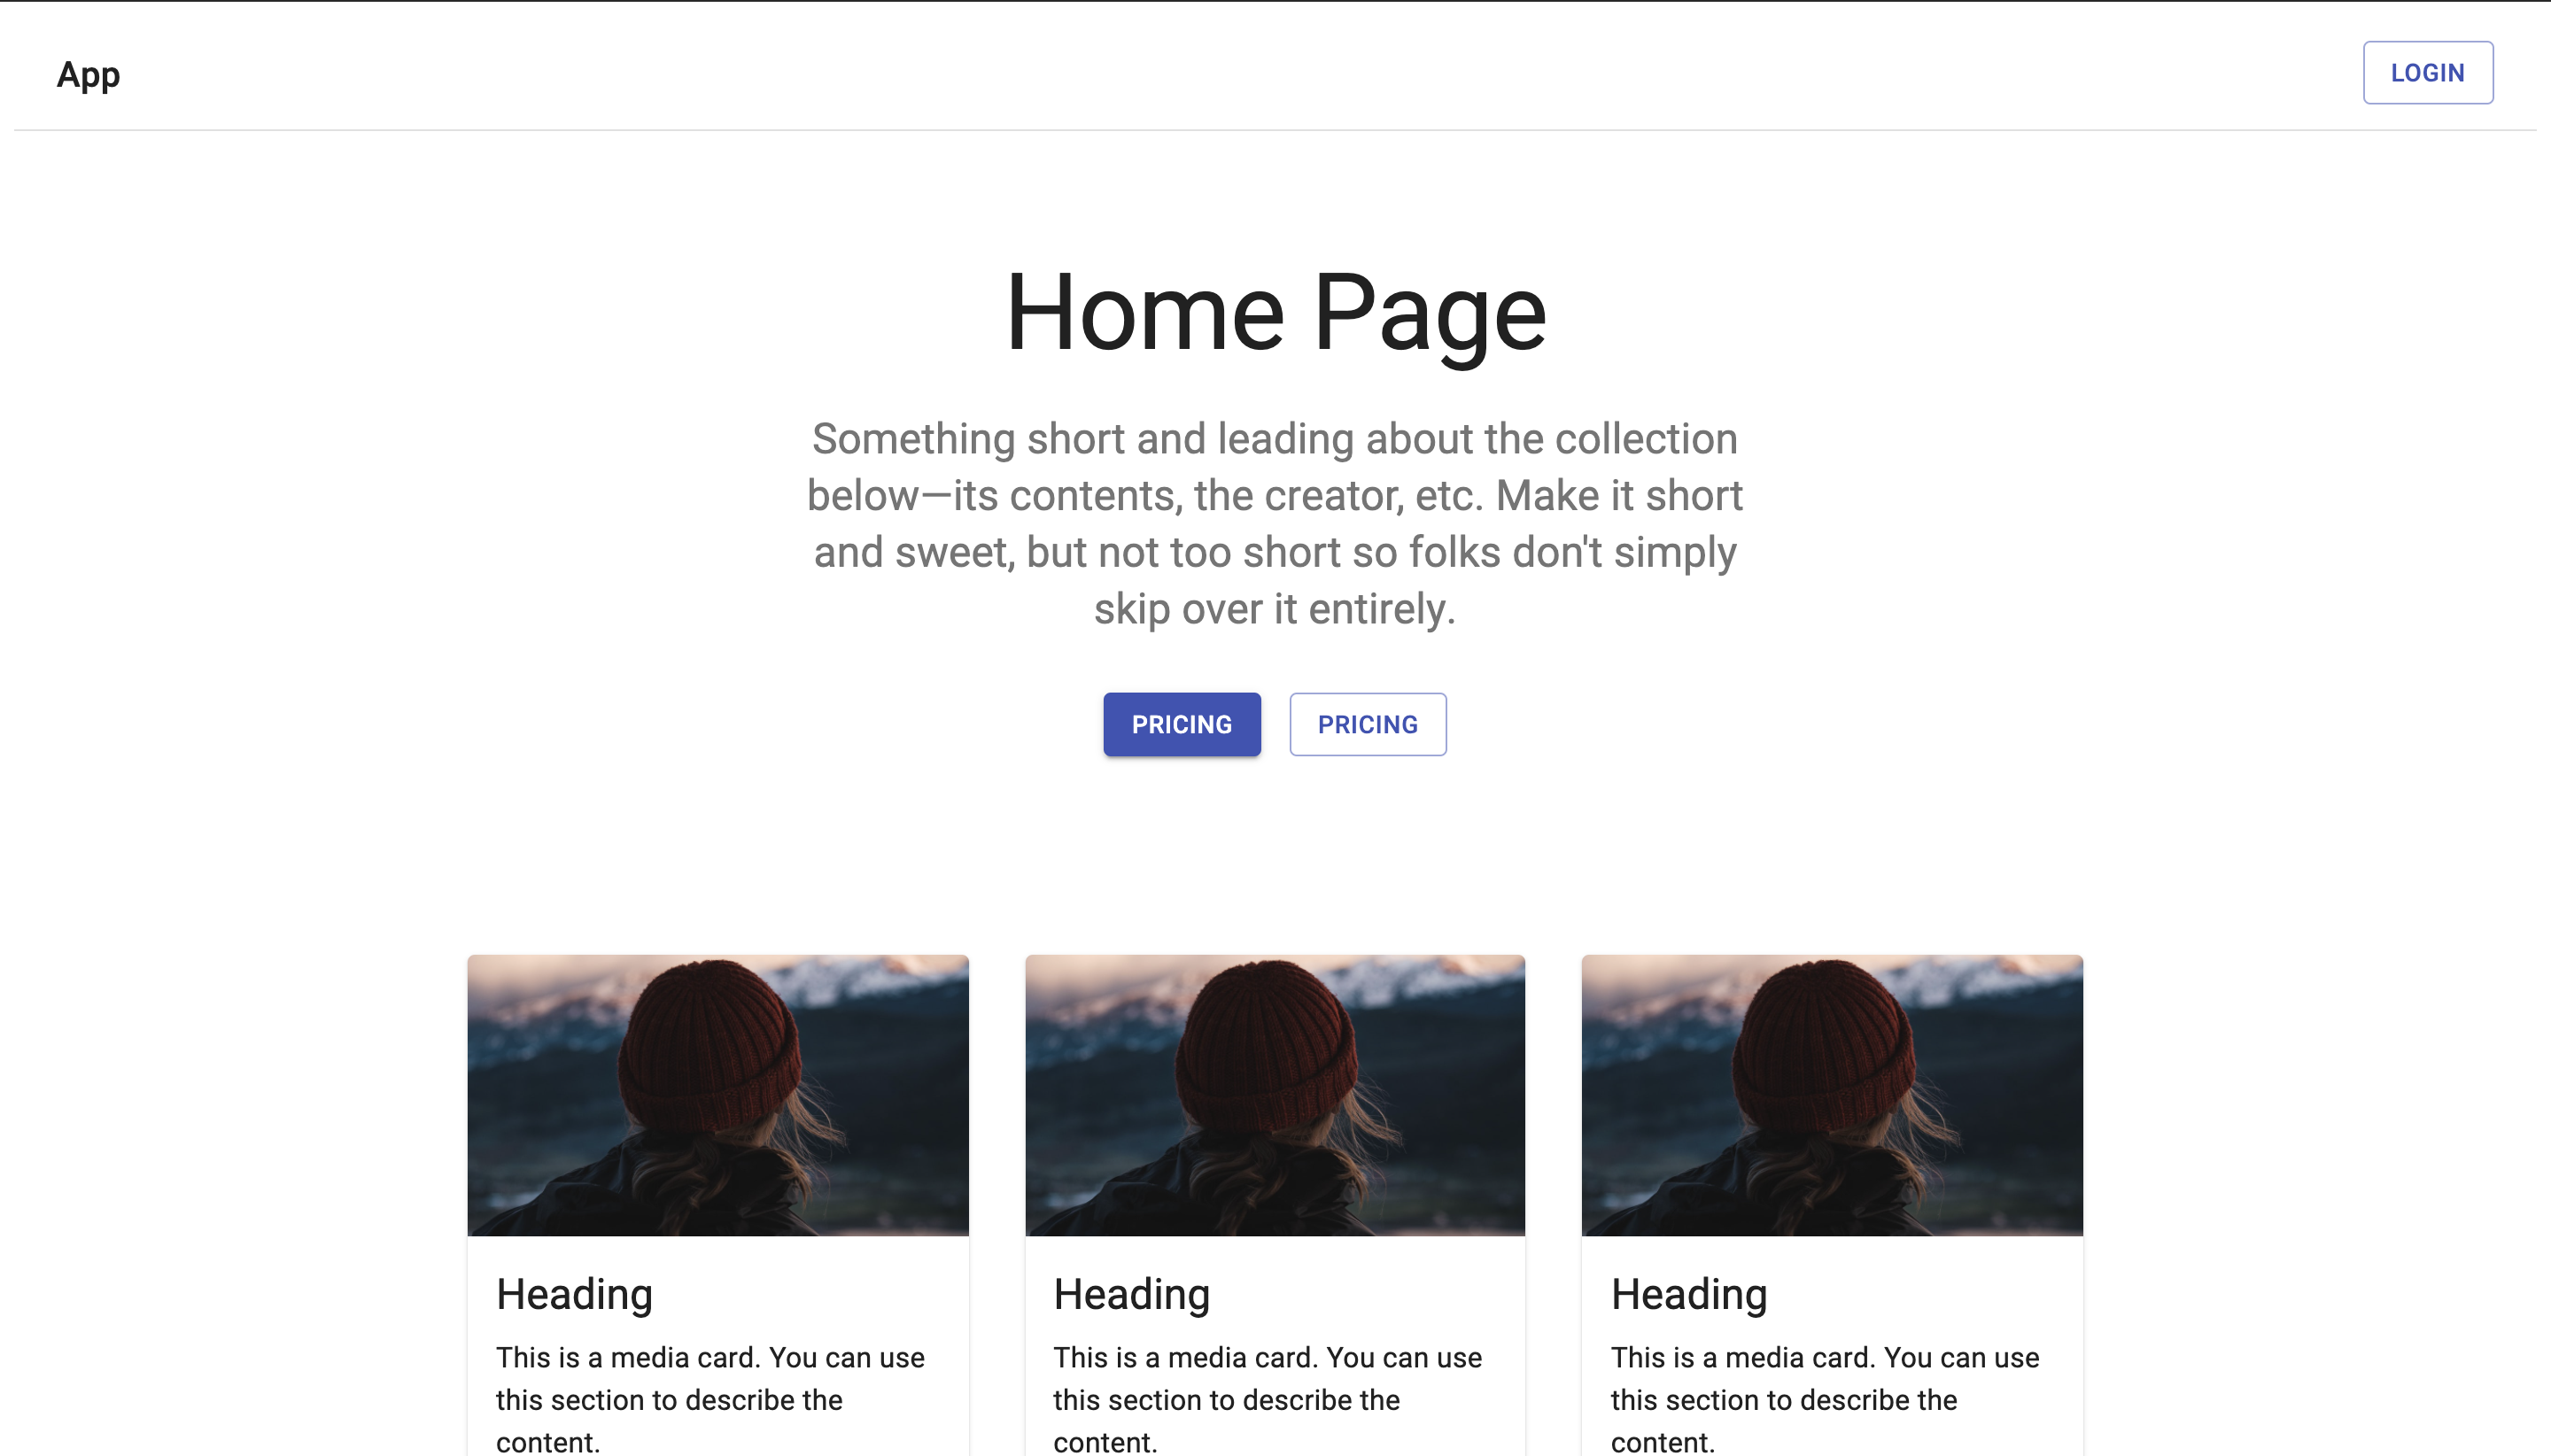 App
LOGIN
Home Page
Something short and leading about the collection
below—its contents, the creator, etc. Make it short
and sweet, but not too short so folks don't simply
skip over it entirely.
PRICING
PRICING
Heading
This is a media card. You can use
this section to describe the
content.
Heading
This is a media card. You can use
this section to describe the
content.
Heading
This is a media card. You can use
this section to describe the
content.